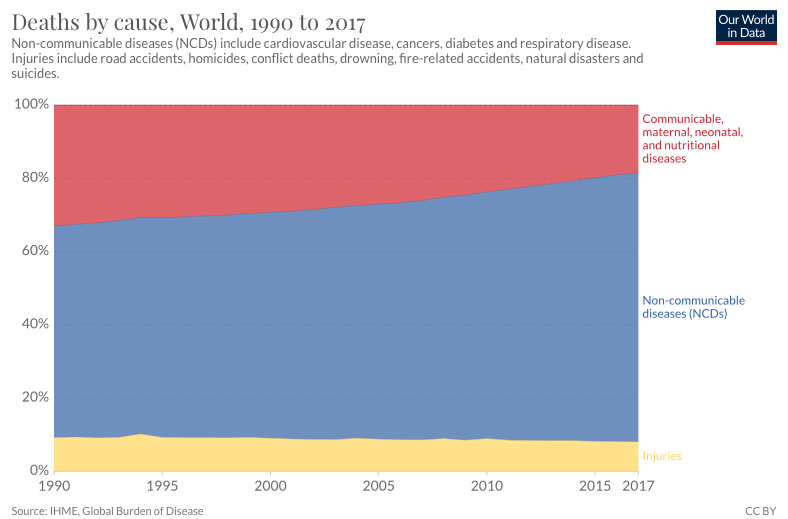 Deaths by cause, World, 1990 to 2017
Our World
in Data
Non-communicable diseases (NCDs) include cardiovascular disease, cancers, diabetes and respiratory disease.
Injuries include road accidents, homicides, conflict deaths, drowning, fire-related accidents, natural disasters and
suicides.
100%
80%
60%
40%
20%
0%
Communicable,
maternal, neonatal,
and nutritional
diseases
Non-communicable
diseases (NCDs)
Injuries
1990
1995
2000
2005
2010
2015
2017
Source: IHME, Global Burden of Disease
CC BY